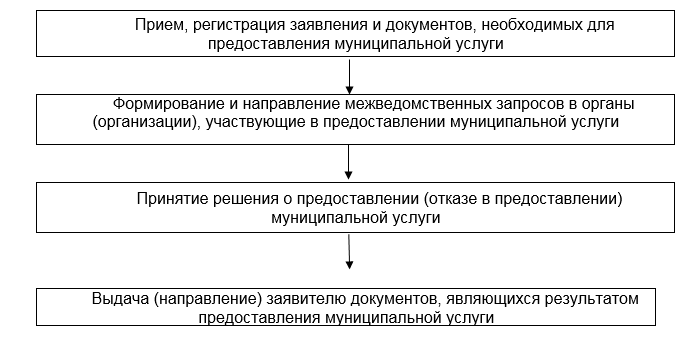 Прием, регистрация заявления и документов, необходимых для
предоставления муниципальной услуги
Формирование и направление межведомственных запросов в органы
(организации), участвующие в предоставлении муниципальной услуги
Принятие решения о предоставлении (отказе в предоставлении)
муниципальной услуги
Выдача (направление) заявителю документов, являющихся результатом
предоставления муниципальной услуги